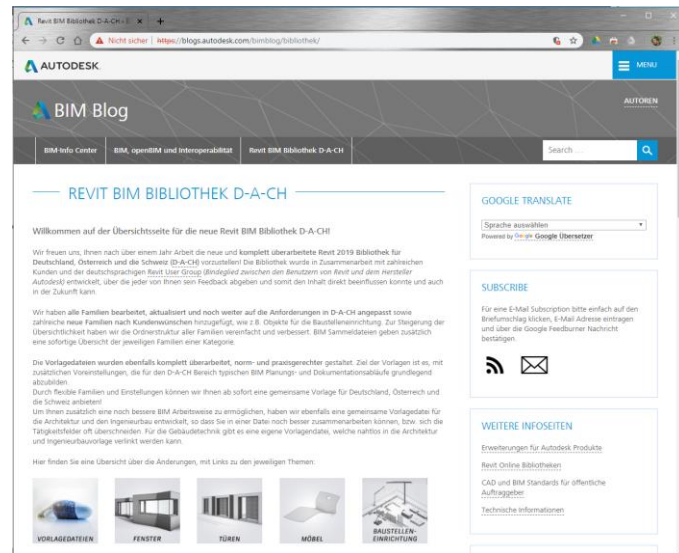 Revit BIM Bibliothek D-A-CH
Nicht sicher | https://blogs.autodesk.com/bimblog/bibliothek/
AUTODESK.
MENU
BIM Blog
AUTOREN
BIM-Info Center
BIM, openBIM und Interoperabilität
Revit BIM Bibliothek D-A-CH
Search ...
REVIT BIM BIBLIOTHEK D-A-CH
Willkommen auf der Übersichtsseite für die neue Revit BIM Bibliothek D-A-CH!
Wir freuen uns, Ihnen nach über einem Jahr Arbeit die neue und komplett überarbeitete Revit 2019 Bibliothek für
Deutschland, Österreich und die Schweiz (D-A-CH) vorzustellen! Die Bibliothek wurde in Zusammenarbeit mit zahlreichen
Kunden und der deutschsprachigen Revit User Group (Bindeglied zwischen den Benutzern von Revit und dem Hersteller
Autodesk) entwickelt, über die jeder von Ihnen sein Feedback abgeben und somit den Inhalt direkt beeinflussen konnte und auch
in der Zukunft kann.
Wir haben alle Familien bearbeitet, aktualisiert und noch weiter auf die Anforderungen in D-A-CH angepasst sowie
zahlreiche neue Familien nach Kundenwünschen hinzugefügt, wie z.B. Objekte für die Baustelleneinrichtung. Zur Steigerung der
Übersichtlichkeit haben wir die Ordnerstruktur aller Familien vereinfacht und verbessert. BIM Sammeldateien geben zusätzlich
eine sofortige Übersicht der jeweiligen Familien einer Kategorie.
Die Vorlagedateien wurden ebenfalls komplett überarbeitet, norm- und praxisgerechter gestaltet. Ziel der Vorlagen ist es, mit
zusätzlichen Voreinstellungen, die für den D-A-CH Bereich typischen BIM Planungs- und Dokumentationsabläufe grundlegend
abzubilden.
Durch flexible Familien und Einstellungen können wir Ihnen ab sofort eine gemeinsame Vorlage für Deutschland, Österreich und
die Schweiz anbieten!
Um Ihnen zusätzlich eine noch bessere BIM Arbeitsweise zu ermöglichen, haben wir ebenfalls eine gemeinsame Vorlagedatei für
die Architektur und den Ingenieurbau entwickelt, so dass Sie in einer Datei noch besser zusammenarbeiten können, bzw. sich die
Tätigkeitsfelder oft überschneiden. Für die Gebäudetechnik gibt es eine eigene Vorlagendatei, welche nahtlos in die Architektur
und Ingenieurbauvorlage verlinkt werden kann.
Hier finden Sie eine Übersicht über die Änderungen, mit Links zu den jeweiligen Themen:
VORLAGEDATEIEN
FENSTER
TÜREN
MÖBEL
BAUSTELLEN-
EINRICHTUNG
GOOGLE TRANSLATE
Sprache auswählen
Powered by Google Google Übersetzer
SUBSCRIBE
Für eine E-Mail Subscription bitte einfach auf den
Briefumschlag klicken, E-Mail Adresse eintragen
und über die Google Feedburner Nachricht
bestätigen.
WEITERE INFOSEITEN
Erweiterungen für Autodesk Produkte
Revit Online Bibliotheken
CAD und BIM Standards für öffentliche
Auftraggeber
Technische Informationen